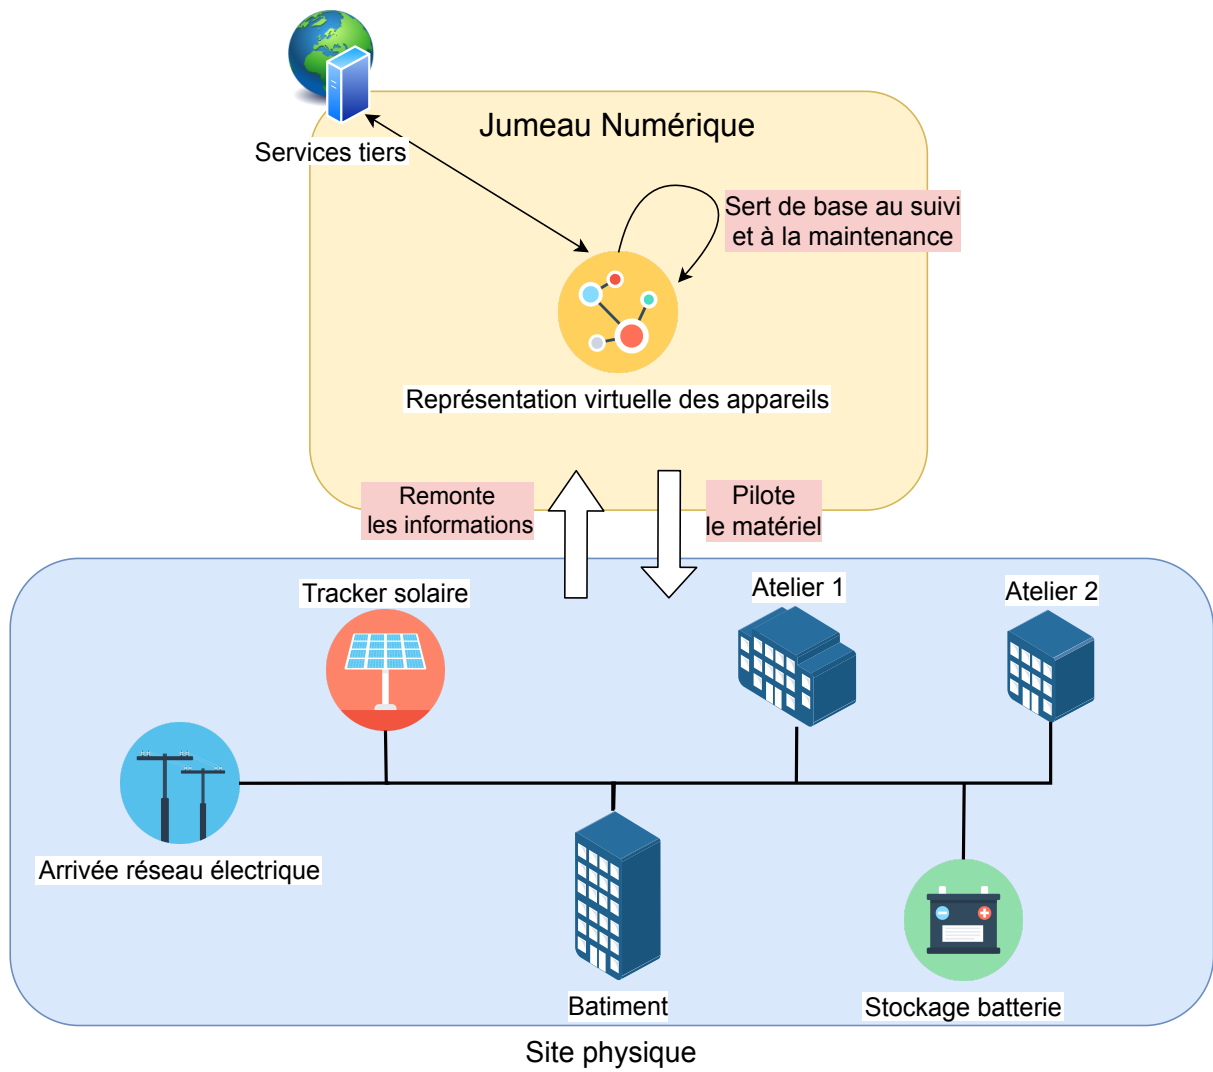 Jumeau Numérique
Services tiers
Sert de base au suivi
et à la maintenance
Représentation virtuelle des appareils
Remonte
les informations
Pilote
le matériel
Tracker solaire
Atelier 1
Atelier 2
Arrivée réseau électrique
Batiment
Stockage batterie
Site physique